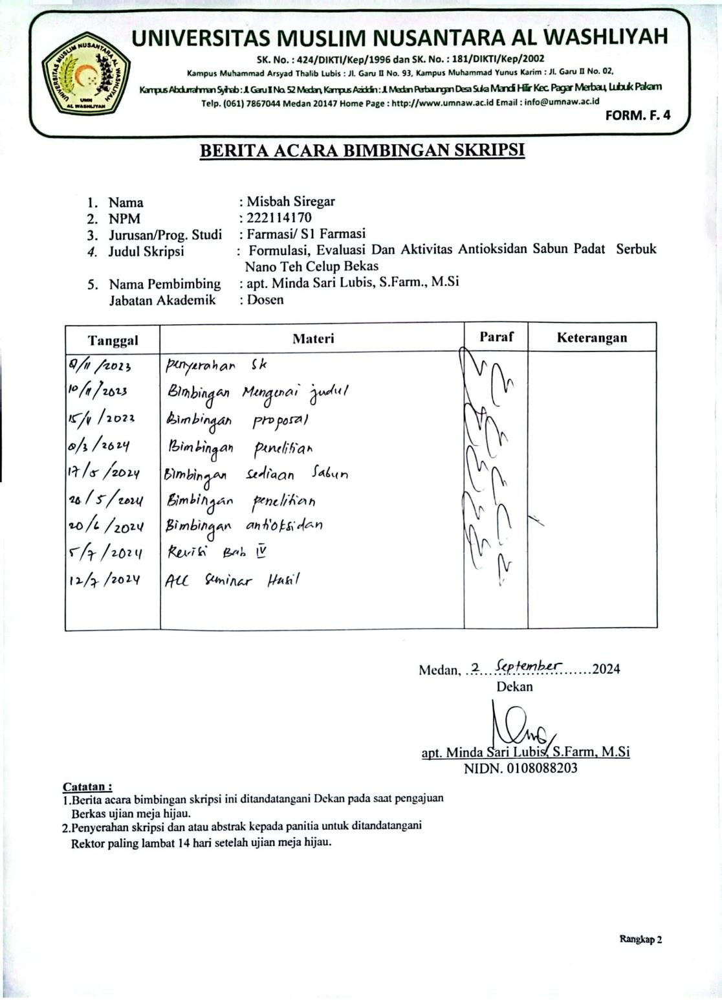 UNIVERSITAS MUSLIM NUSANTARA AL WASHLIYAH
SK. No. : 424/DIKTI/Kep/1996 dan SK. No. : 181/DIKTI/Kep/2002
Kampus Muhammad Arsyad Thalib Lubis : Jl. Garu II No. 93, Kampus Muhammad Yunus Karim : Jl. Garu II No. 02,
Kampus Abdurrahman Syihab : Jl. Garu II No. 52 Medan, Kampus Aziddin : Jl. Medan Perbaungan Desa Suka Mandi Hilir Kec. Pagar Merbau, Lubuk Pakam
Telp. (061) 7867044 Medan 20147 Home Page : http://www.umnaw.ac.id Email : info@umnaw.ac.id
FORM. F. 4
UNIVERSITAS MUSLIM NUSANTARA AL WASHLIYAH
UMN
AL WASHLIYAH
BERITA ACARA BIMBINGAN SKRIPSI
1. Nama : Misbah Siregar
2. NPM : 222114170
3. Jurusan/Prog. Studi : Farmasi/ S1 Farmasi
4. Judul Skripsi : Formulasi, Evaluasi Dan Aktivitas Antioksidan Sabun Padat Serbuk
Nano Teh Celup Bekas
5. Nama Pembimbing : apt. Minda Sari Lubis, S.Farm., M.Si
Jabatan Akademik : Dosen
Tanggal Materi Paraf Keterangan
/11/2023 penyerahan Sk
10/11/2023 Bimbingan Mengenai judul
Bimbingan proposal
/3/2024 Bimbingan penelitian
17/5/2024 Bimbingan sediaan Sabun
/5/2024 Bimbingan penelitian
20/6/2024 Bimbingan antioksidan
5/7/2024 Revisi Bab IV
12/7/2024 ACC Seminar Hasil
Medan, 2 September 2024
Dekan
apt. Minda Sari Lubis, S.Farm, M.Si
NIDN. 0108088203
Catatan :
1.Berita acara bimbingan skripsi ini ditandatangani Dekan pada saat pengajuan
Berkas ujian meja hijau.
2.Penyerahan skripsi dan atau abstrak kepada panitia untuk ditandatangani
Rektor paling lambat 14 hari setelah ujian meja hijau.
Rangkap 2